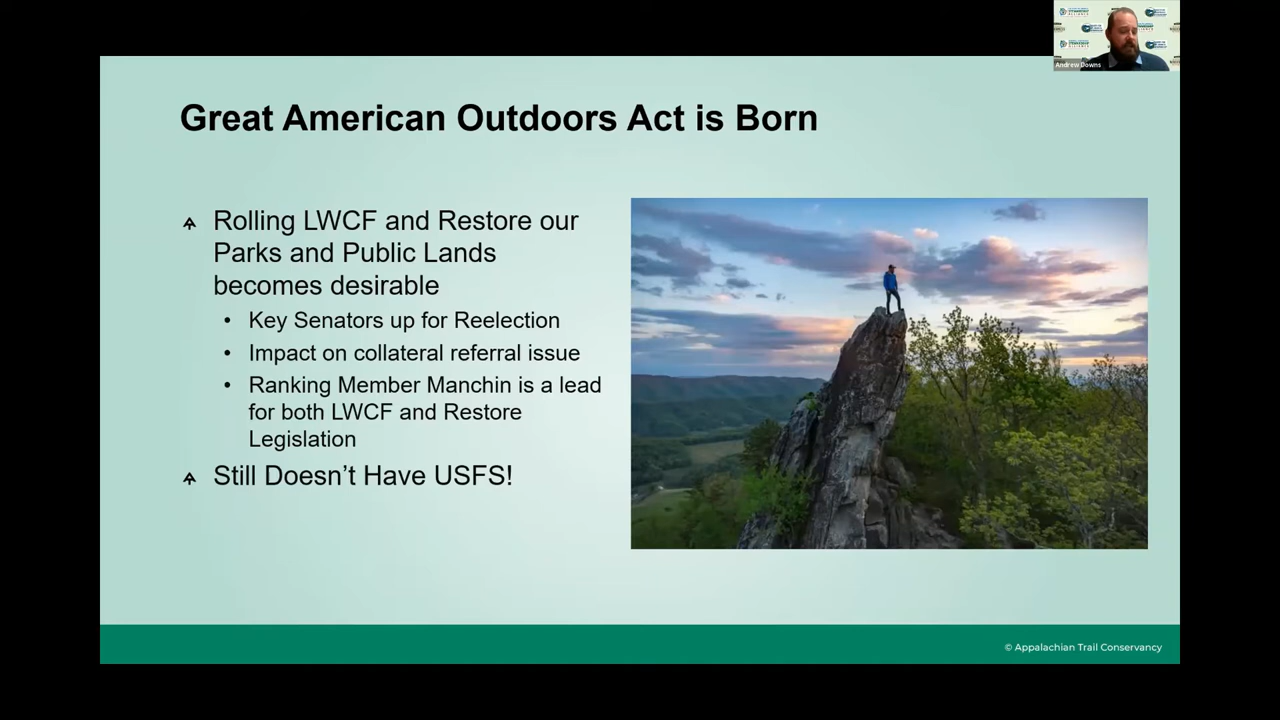 Andrew Downs
Great American Outdoors Act is Born
Rolling LWCF and Restore our
Parks and Public Lands
becomes desirable
• Key Senators up for Reelection
• Impact on collateral referral issue
• Ranking Member Manchin is a lead
for both LWCF and Restore
Legislation
Still Doesn’t Have USFS!
© Appalachian Trail Conservancy